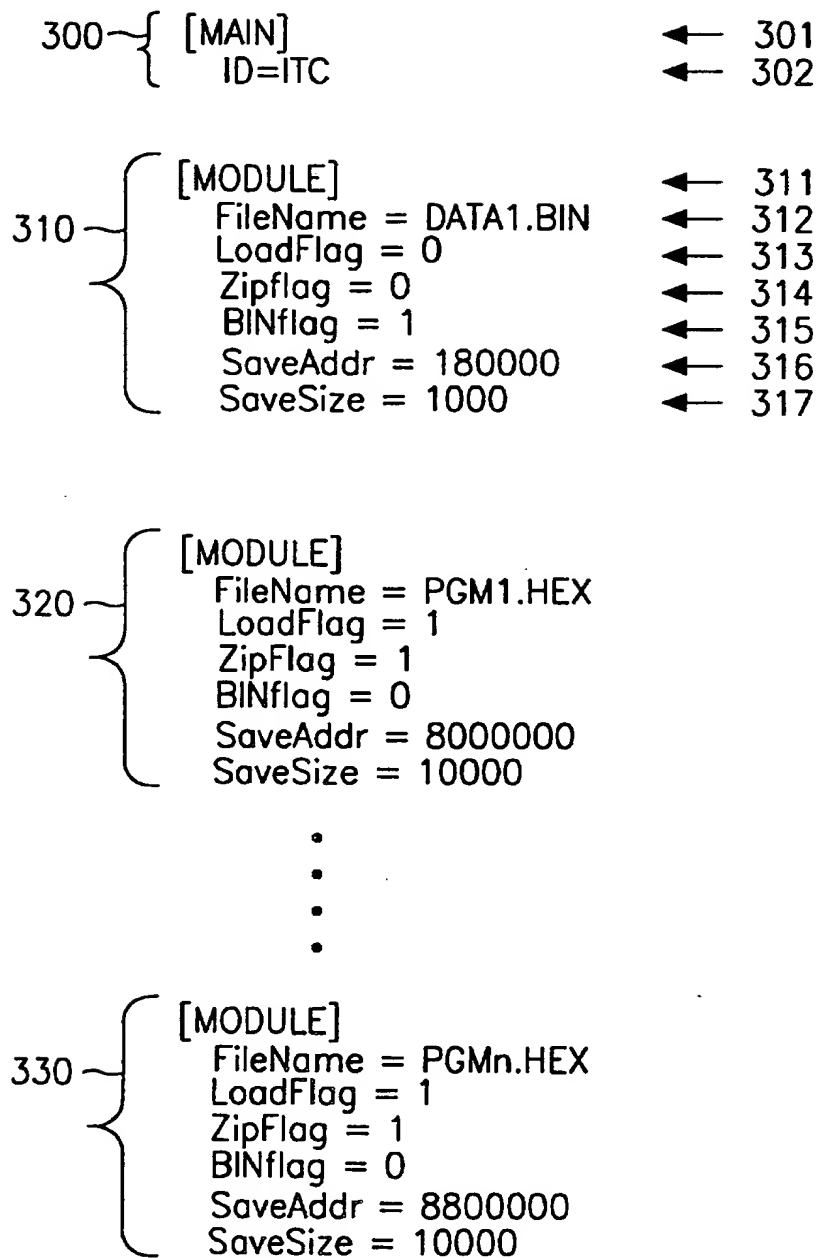 300 [MAIN] 301
ID=ITC 302
[MODULE] 311
310 FileName = DATA1.BIN 312
LoadFlag = 0 313
Zipflag = 0 314
BINflag = 1 315
SaveAddr = 180000 316
SaveSize = 1000 317
[MODULE]
320 FileName = PGM1.HEX
LoadFlag = 1
ZipFlag = 1
BINflag = 0
SaveAddr = 8000000
SaveSize = 10000
[MODULE]
330 FileName = PGMn.HEX
LoadFlag = 1
ZipFlag = 1
BINflag = 0
SaveAddr = 8800000
SaveSize = 10000